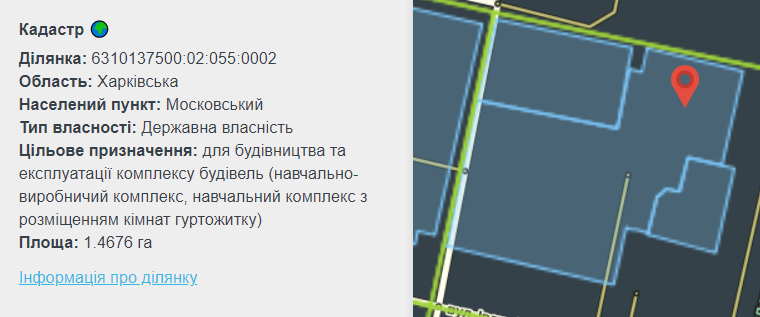 Кадастр
Ділянка: 6310137500:02:055:0002
Область: Харківська
Населений пункт: Московський
Тип власності: Державна власність
Цільове призначення: для будівництва та
експлуатації комплексу будівель (навчально-
виробничий комплекс, навчальний комплекс з
розміщенням кімнат гуртожитку)
Площа: 1.4676 га
Інформація про ділянку